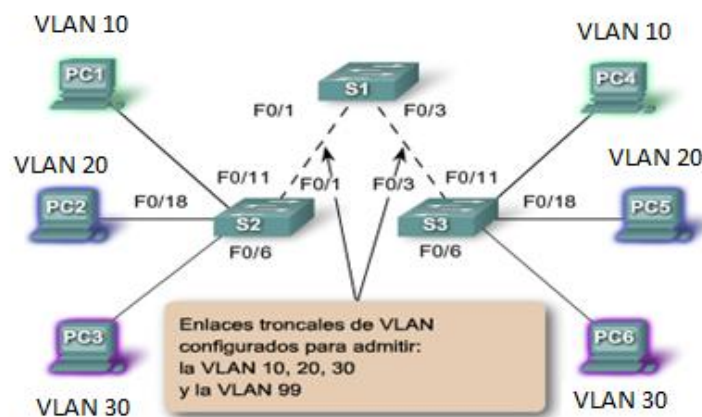 VLAN 10
VLAN 10
PC1
S1
PC4
F0/1
F0/3
VLAN 20
VLAN 20
F0/11
F0/1
F0/3
F0/11
PC2
F0/18
F0/18
PC5
S2
S3
F0/6
F0/6
PC3
Enlaces troncales de VLAN
configurados para admitir:
la VLAN 10, 20, 30
y la VLAN 99
PC6
VLAN 30
VLAN 30